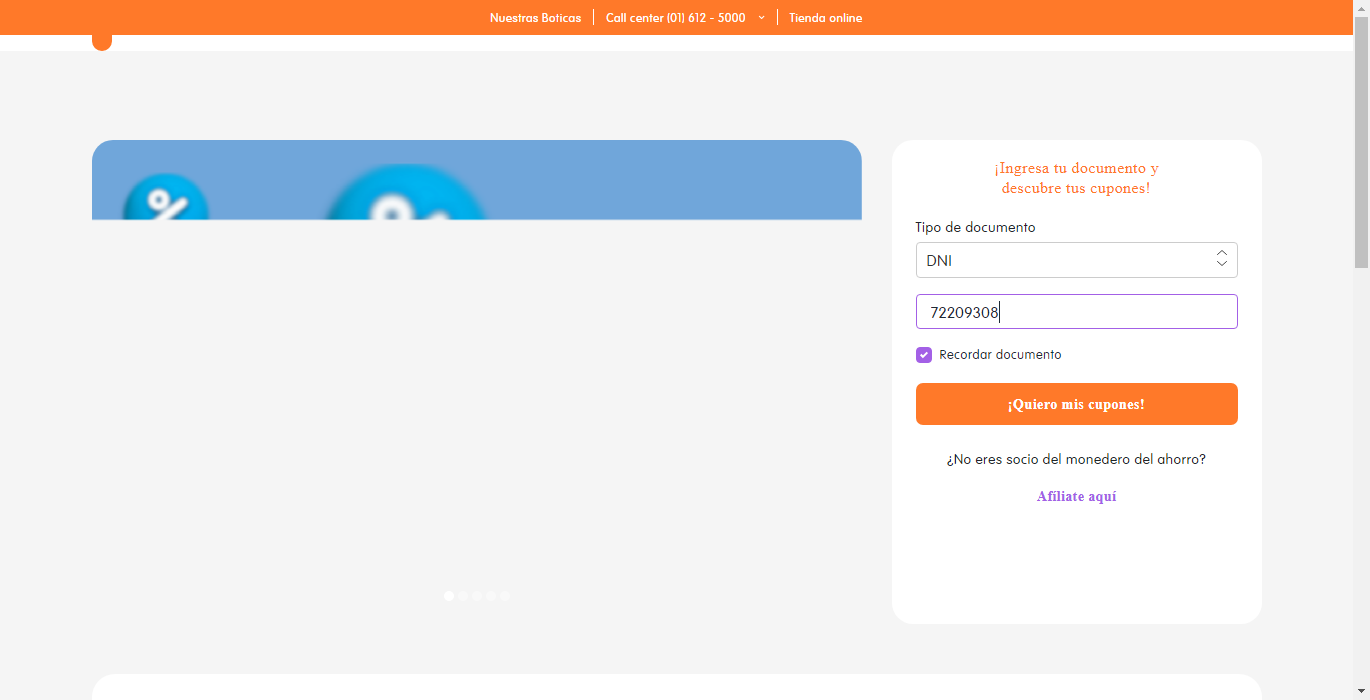 Nuestras Boticas
Call center (01) 612 - 5000
Tienda online
%
%
¡Ingresa tu documento y
descubre tus cupones!
Tipo de documento
DNI
72209308
Recordar documento
¡Quiero mis cupones!
¿No eres socio del monedero del ahorro?
Afíliate aquí